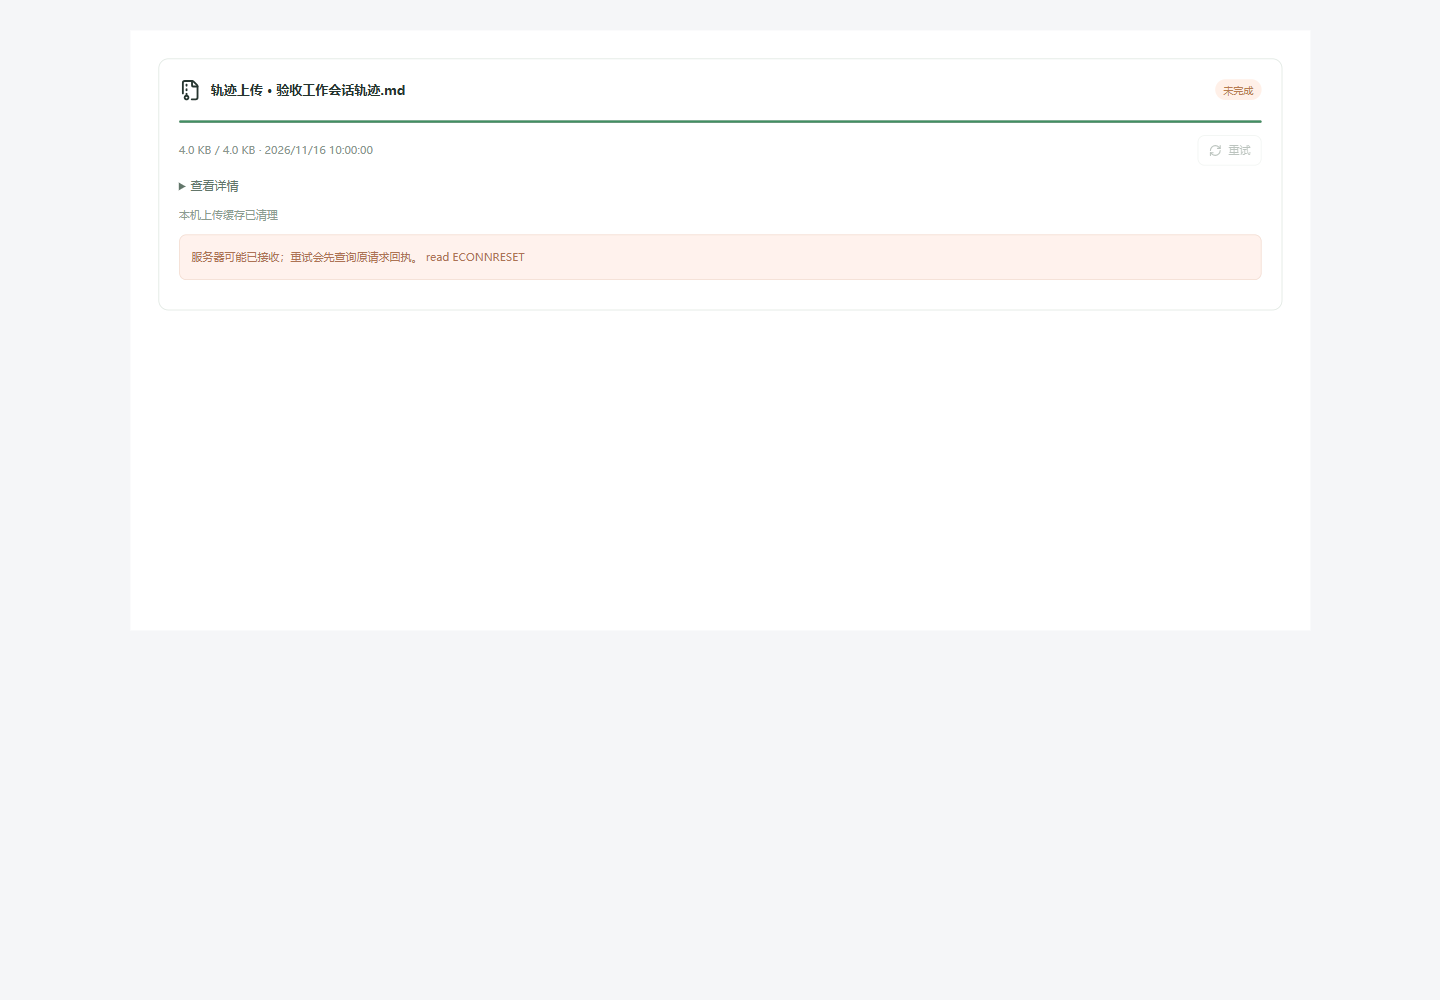 轨迹上传 • 验收工作会话轨迹.md
未完成
4.0 KB / 4.0 KB · 2026/11/16 10:00:00
重试
▶ 查看详情
本机上传缓存已清理
服务器可能已接收；重试会先查询原请求回执。 read ECONNRESET